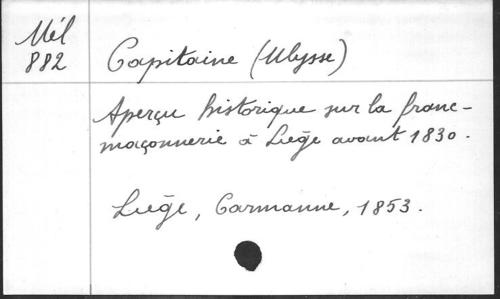 Mél
882
Capitaine (Ulysse)
Aperçu historique sur la franc-
maçonnerie à Liège avant 1830.
Liège, Carmanne, 1853.